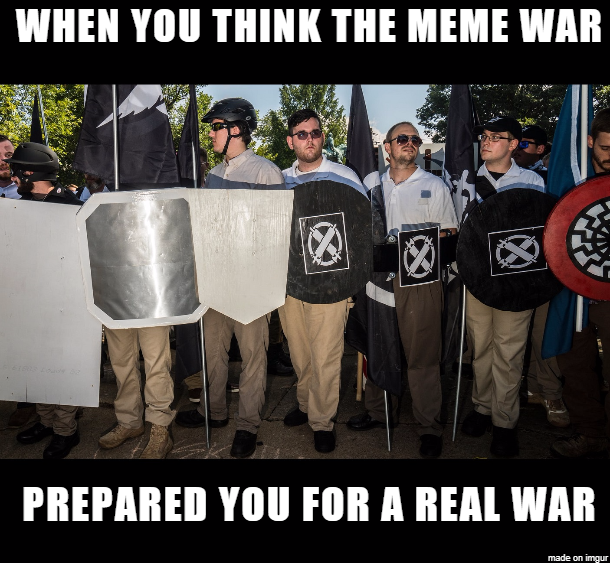 WHEN YOU THINK THE MEME WAR
PREPARED YOU FOR A REAL WAR
made on imgur